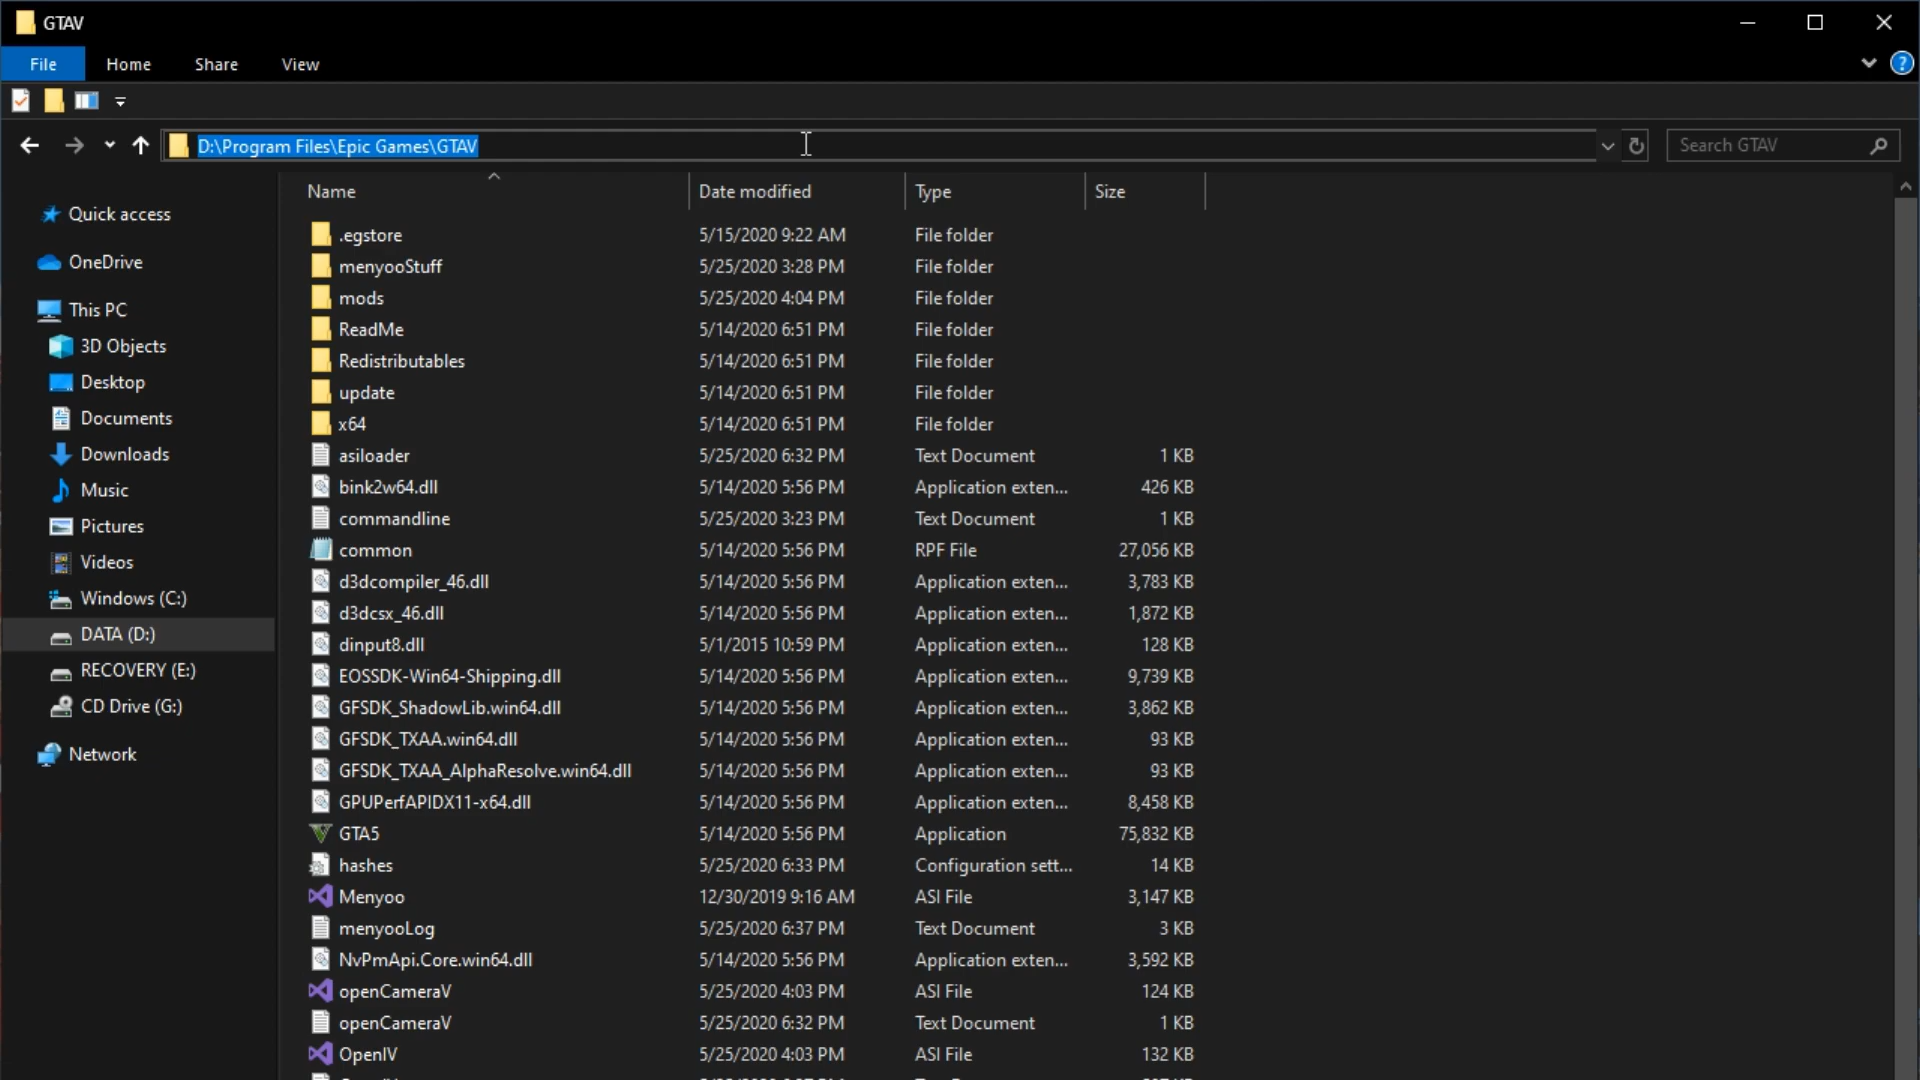 GTAV
File Home Share View
D:\Program Files\Epic Games\GTAV
Search GTAV
Name Date modified Type Size
Quick access
OneDrive
This PC
3D Objects
Desktop
Documents
Downloads
Music
Pictures
Videos
Windows (C:)
DATA (D:)
RECOVERY (E:)
CD Drive (G:)
Network
.egstore 5/15/2020 9:22 AM File folder
menyooStuff 5/25/2020 3:28 PM File folder
mods 5/25/2020 4:04 PM File folder
ReadMe 5/14/2020 6:51 PM File folder
Redistributables 5/14/2020 6:51 PM File folder
update 5/14/2020 6:51 PM File folder
x64 5/14/2020 6:51 PM File folder
asiloader 5/25/2020 6:32 PM Text Document 1 KB
bink2w64.dll 5/14/2020 5:56 PM Application exten... 426 KB
commandline 5/25/2020 3:23 PM Text Document 1 KB
common 5/14/2020 5:56 PM RPF File 27,056 KB
d3dcompiler_46.dll 5/14/2020 5:56 PM Application exten... 3,783 KB
d3dcsx_46.dll 5/14/2020 5:56 PM Application exten... 1,872 KB
dinput8.dll 5/1/2015 10:59 PM Application exten... 128 KB
EOSSDK-Win64-Shipping.dll 5/14/2020 5:56 PM Application exten... 9,739 KB
GFSDK_ShadowLib.win64.dll 5/14/2020 5:56 PM Application exten... 3,862 KB
GFSDK_TXAA.win64.dll 5/14/2020 5:56 PM Application exten... 93 KB
GFSDK_TXAA_AlphaResolve.win64.dll 5/14/2020 5:56 PM Application exten... 93 KB
GPUPerfAPIDX11-x64.dll 5/14/2020 5:56 PM Application exten... 8,458 KB
GTA5 5/14/2020 5:56 PM Application 75,832 KB
hashes 5/25/2020 6:33 PM Configuration sett... 14 KB
Menyoo 12/30/2019 9:16 AM ASI File 3,147 KB
menyooLog 5/25/2020 6:37 PM Text Document 3 KB
NvPmApi.Core.win64.dll 5/14/2020 5:56 PM Application exten... 3,592 KB
openCameraV 5/25/2020 4:03 PM ASI File 124 KB
openCameraV 5/25/2020 6:32 PM Text Document 1 KB
OpenIV 5/25/2020 4:03 PM ASI File 132 KB